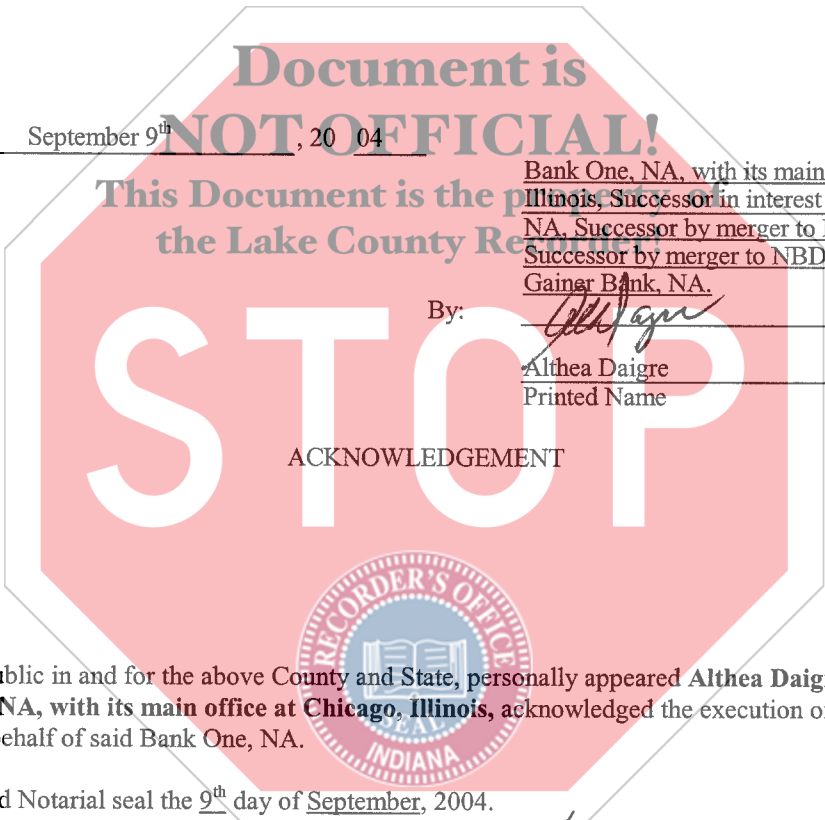 Document is
NOT OFFICIAL!
This Document is the property of
the Lake County Recorder!
September 9th, 20 04
Bank One, NA, with its main
Illinois, Successor in interest
NA, Successor by merger to
Successor by merger to NBD
Gainer Bank, NA.
By:
Althea Daigre
Printed Name
STOP
ACKNOWLEDGEMENT
RECORDER'S OFFICE
SEAL
INDIANA
ublic in and for the above County and State, personally appeared Althea Daig
NA, with its main office at Chicago, Illinois, acknowledged the execution o
ehalf of said Bank One, NA.
d Notarial seal the 9th day of September, 2004.